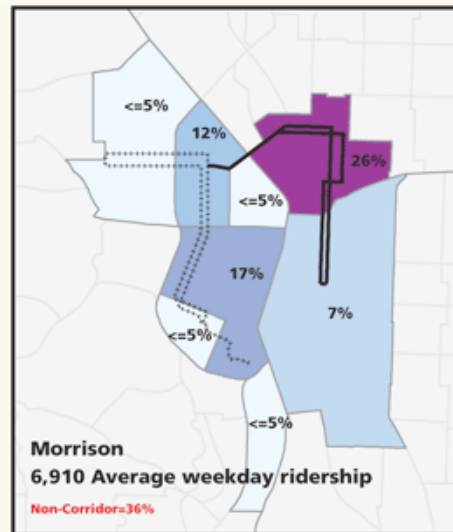 <=5%
12%
26%
<=5%
17%
7%
<=5%
<=5%
Morrison
6,910 Average weekday ridership
Non-Corridor=36%